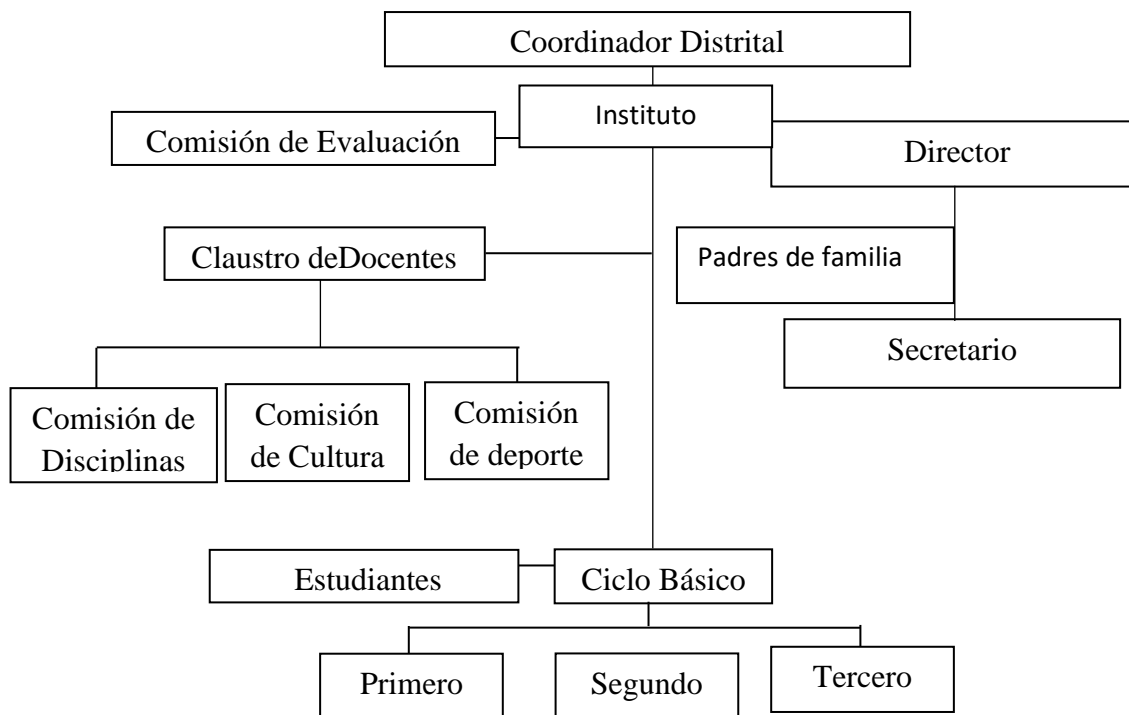 Coordinador Distrital
Instituto
Comisión de Evaluación
Director
Claustro deDocentes
Padres de familia
Secretario
Comisión de
Disciplinas
Comisión
de Cultura
Comisión
de deporte
Estudiantes
Ciclo Básico
Primero
Segundo
Tercero